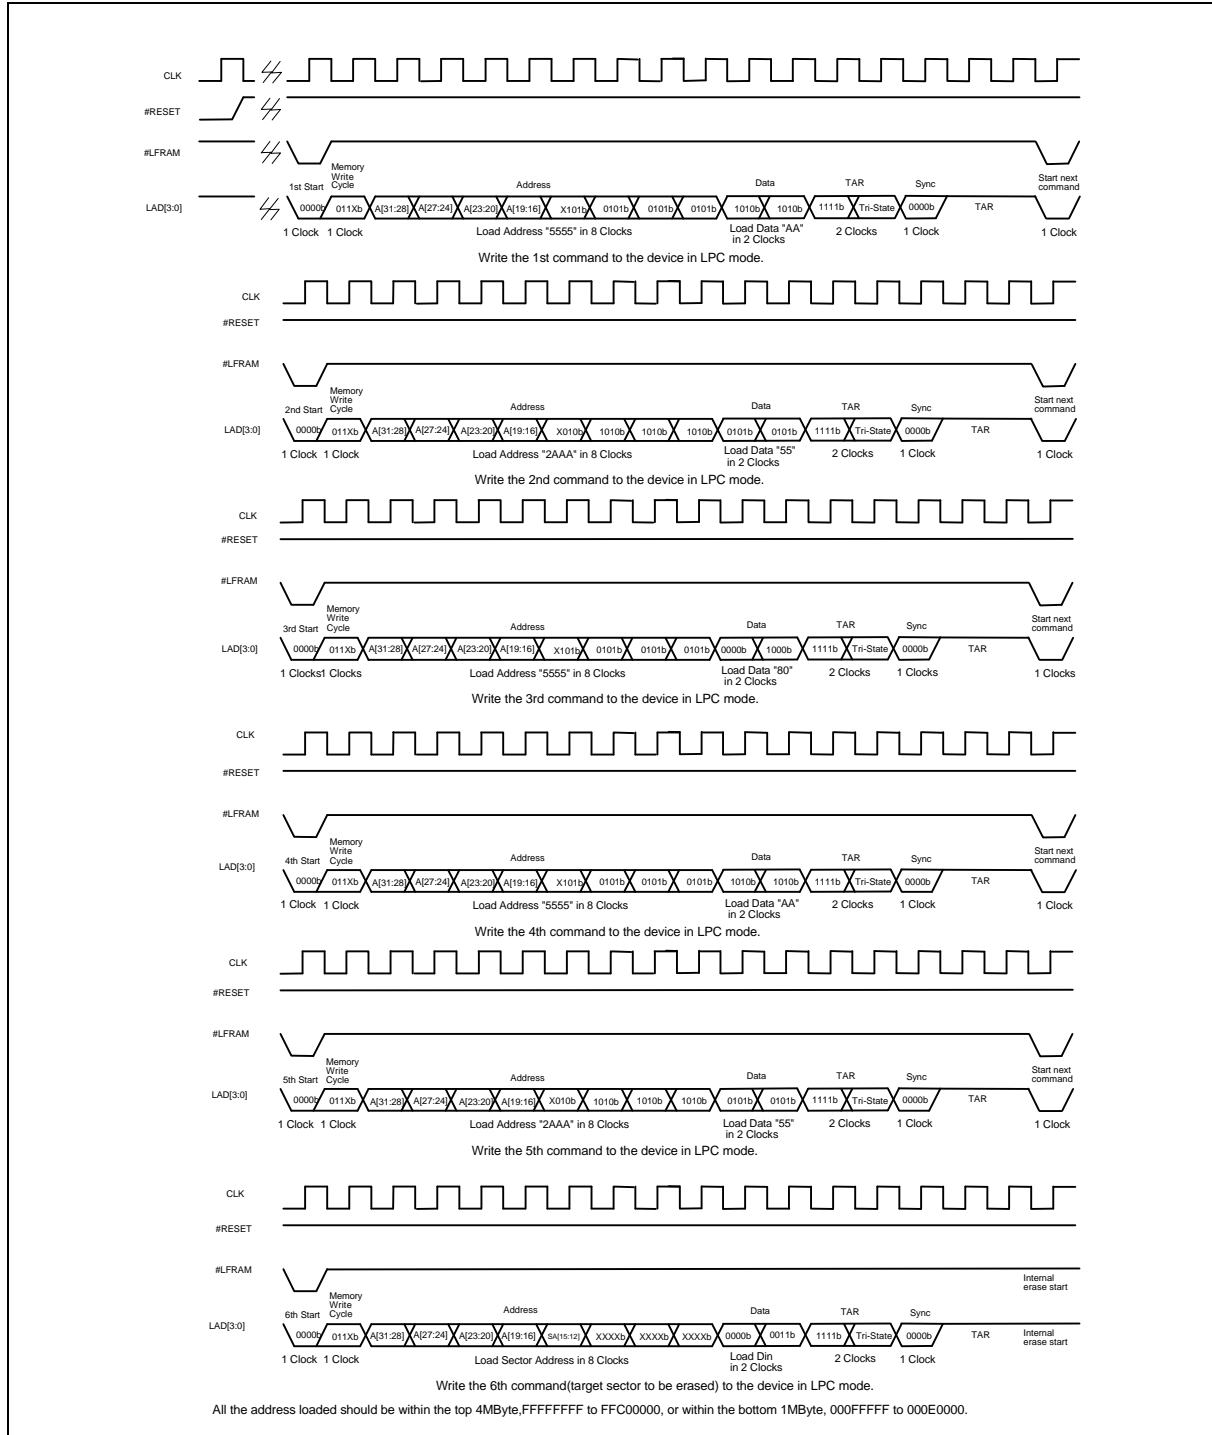 CLK
#RESET
#LFRAM
Memory
Write
Cycle
1st Start
Address
Data
TAR
Sync
Start next
command
LAD[3:0]
0000b 011Xb A[31:28] A[27:24] A[23:20] A[19:16] X101b 0101b 0101b 0101b 1010b 1010b 1111b Tri-State 0000b TAR
1 Clock 1 Clock Load Address "5555" in 8 Clocks Load Data "AA"
in 2 Clocks 2 Clocks 1 Clock 1 Clock
Write the 1st command to the device in LPC mode.
CLK
#RESET
#LFRAM
Memory
Write
Cycle
2nd Start
Address
Data
TAR
Sync
Start next
command
LAD[3:0]
0000b 011Xb A[31:28] A[27:24] A[23:20] A[19:16] X010b 1010b 1010b 1010b 0101b 0101b 1111b Tri-State 0000b TAR
1 Clock 1 Clock Load Address "2AAA" in 8 Clocks Load Data "55"
in 2 Clocks 2 Clocks 1 Clock 1 Clock
Write the 2nd command to the device in LPC mode.
CLK
#RESET
#LFRAM
Memory
Write
Cycle
3rd Start
Address
Data
TAR
Sync
Start next
command
LAD[3:0]
0000b 011Xb A[31:28] A[27:24] A[23:20] A[19:16] X101b 0101b 0101b 0101b 0000b 1000b 1111b Tri-State 0000b TAR
1 Clocks 1 Clocks Load Address "5555" in 8 Clocks Load Data "80"
in 2 Clocks 2 Clocks 1 Clocks 1 Clocks
Write the 3rd command to the device in LPC mode.
CLK
#RESET
#LFRAM
Memory
Write
Cycle
4th Start
Address
Data
TAR
Sync
Start next
command
LAD[3:0]
0000b 011Xb A[31:28] A[27:24] A[23:20] A[19:16] X101b 0101b 0101b 0101b 1010b 1010b 1111b Tri-State 0000b TAR
1 Clock 1 Clock Load Address "5555" in 8 Clocks Load Data "AA"
in 2 Clocks 2 Clocks 1 Clock 1 Clock
Write the 4th command to the device in LPC mode.
CLK
#RESET
#LFRAM
Memory
Write
Cycle
5th Start
Address
Data
TAR
Sync
Start next
command
LAD[3:0]
0000b 011Xb A[31:28] A[27:24] A[23:20] A[19:16] X010b 1010b 1010b 1010b 0101b 0101b 1111b Tri-State 0000b TAR
1 Clock 1 Clock Load Address "2AAA" in 8 Clocks Load Data "55"
in 2 Clocks 2 Clocks 1 Clock 1 Clock
Write the 5th command to the device in LPC mode.
CLK
#RESET
#LFRAM
Internal
erase start
Memory
Write
Cycle
6th Start
Address
Data
TAR
Sync
LAD[3:0]
0000b 011Xb A[31:28] A[27:24] A[23:20] A[19:16] SA[15:12] XXXXb XXXXb XXXXb 0000b 0011b 1111b Tri-State 0000b TAR Internal
erase start
1 Clock 1 Clock Load Sector Address in 8 Clocks Load Din
in 2 Clocks 2 Clocks 1 Clock
Write the 6th command(target sector to be erased) to the device in LPC mode.
All the address loaded should be within the top 4MByte,FFFFFFFF to FFC00000, or within the bottom 1MByte, 000FFFFF to 000E0000.